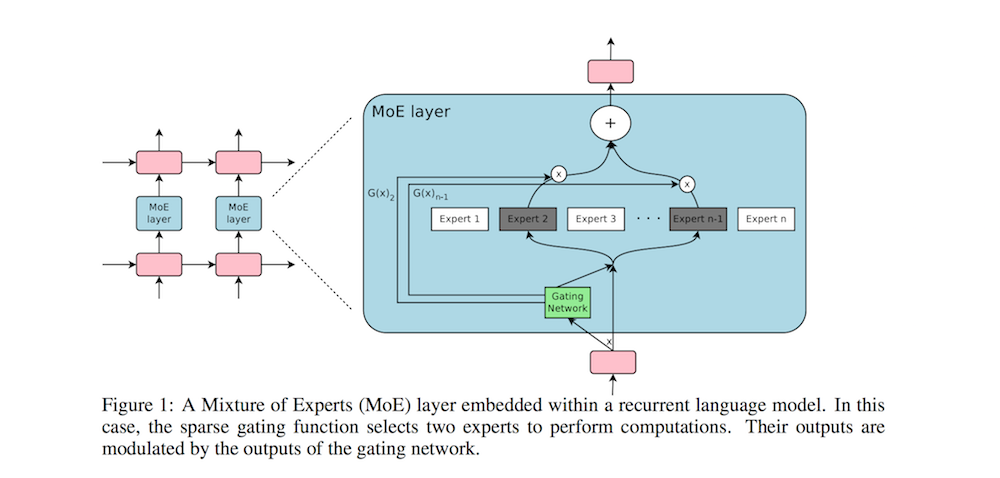 MoE layer
+
x
x
G(x)2
G(x)n-1
MoE
layer
MoE
layer
Expert 1
Expert 2
Expert 3
. . .
Expert n-1
Expert n
Gating
Network
x
Figure 1: A Mixture of Experts (MoE) layer embedded within a recurrent language model. In this
case, the sparse gating function selects two experts to perform computations. Their outputs are
modulated by the outputs of the gating network.